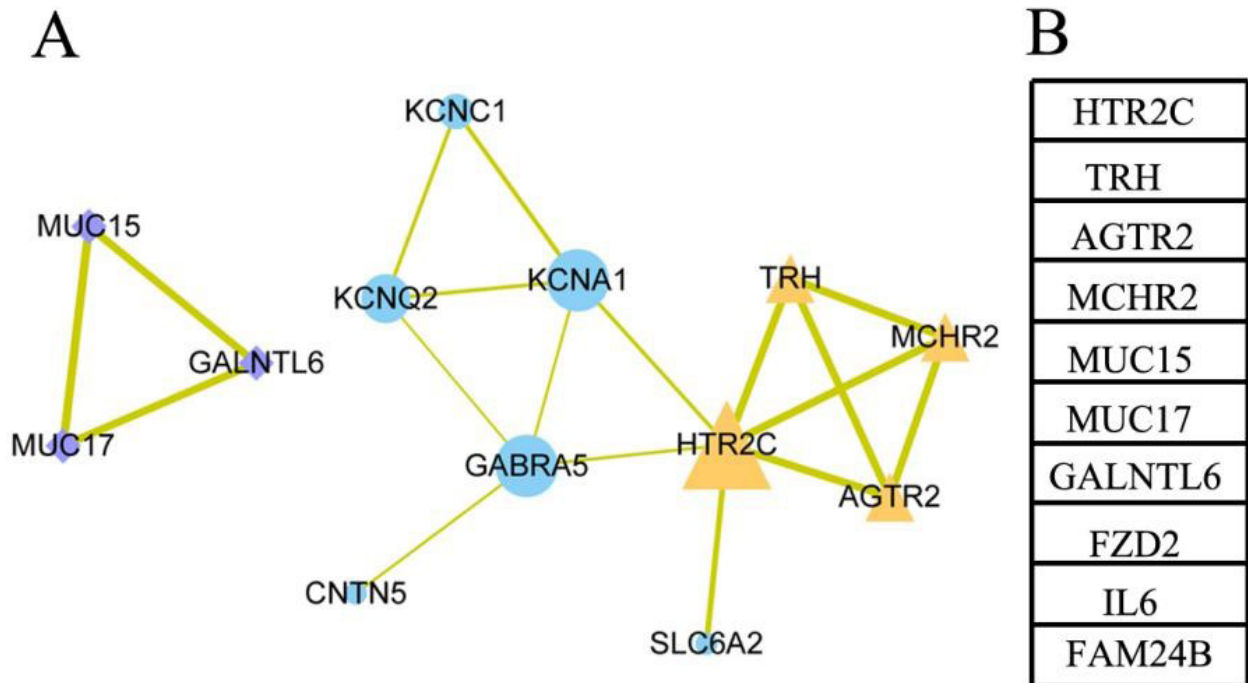 A
B
KCNC1
MUC15
KCNQ2
KCNA1
TRH
MCHR2
GALNTL6
MUC17
GABRA5
HTR2C
AGTR2
CNTN5
SLC6A2
HTR2C
TRH
AGTR2
MCHR2
MUC15
MUC17
GALNTL6
FZD2
IL6
FAM24B